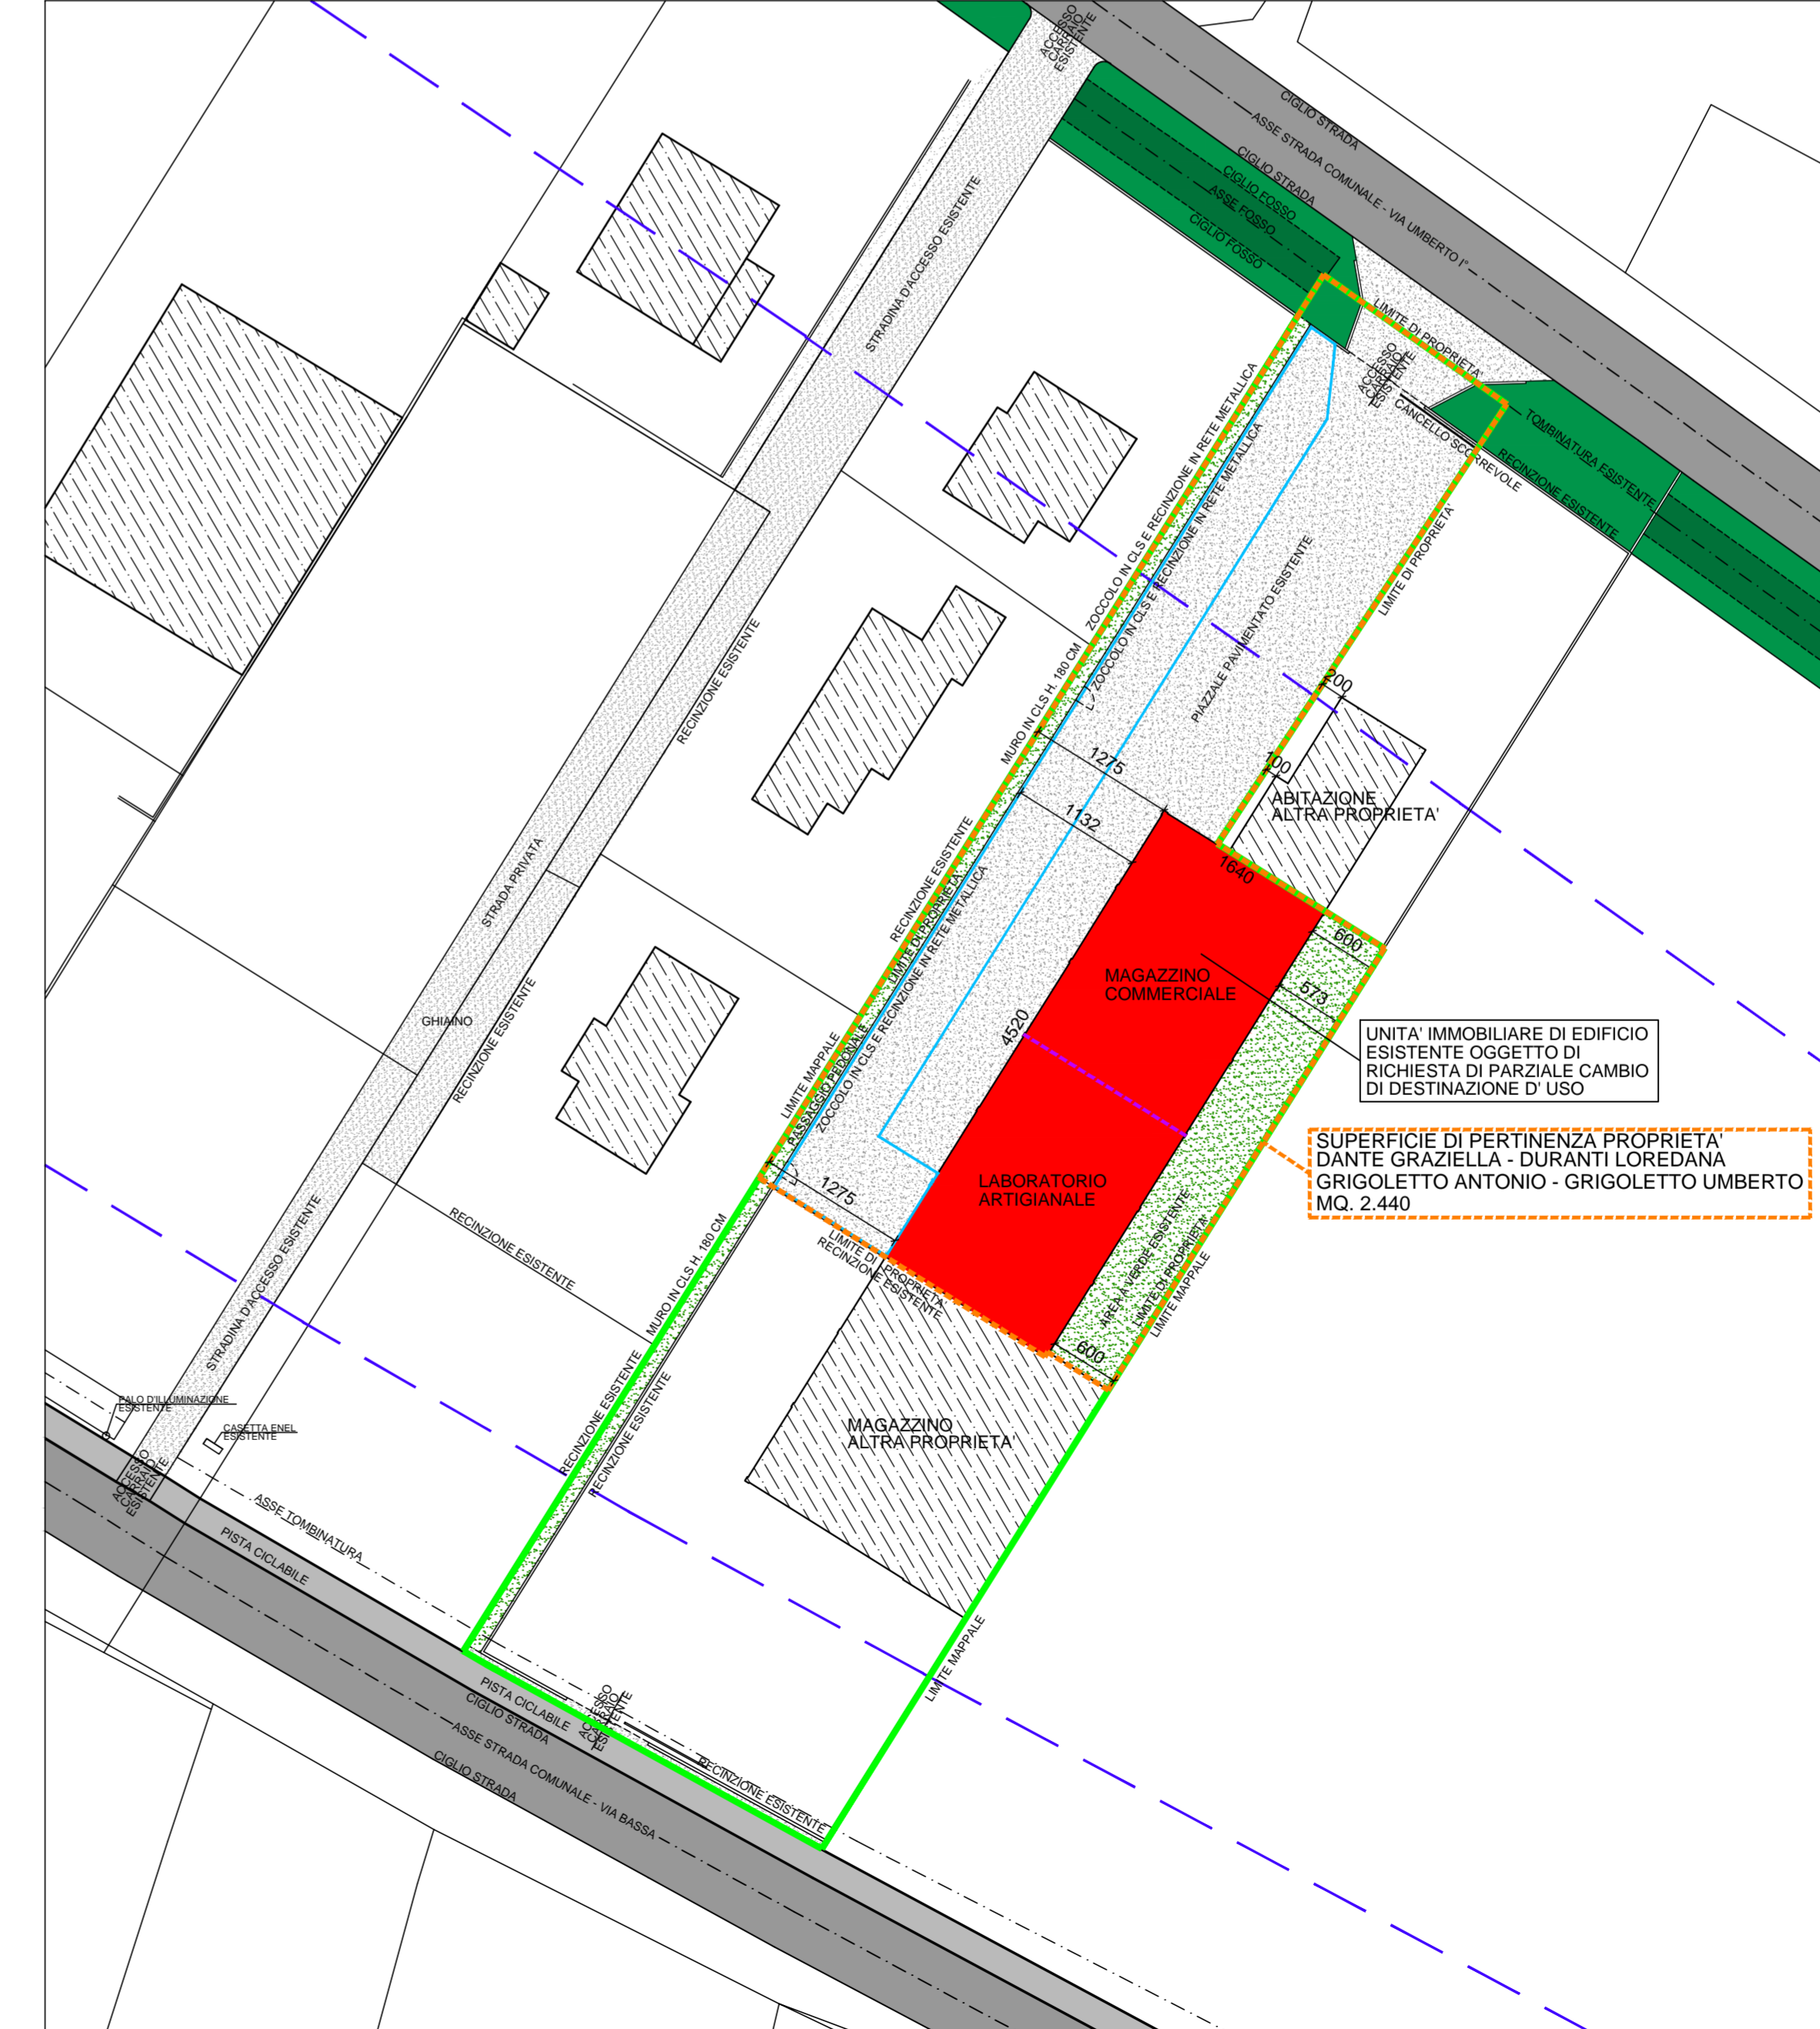 ACCESSO
CARRAIO
ESISTENTE
CIGLIO STRADA
ASSE STRADA COMUNALE - VIA UMBERTO I°
CIGLIO STRADA
CIGLIO FOSSO
ASSE FOSSO
CIGLIO FOSSO
STRADINA D'ACCESSO ESISTENTE
LIMITE DI PROPRIETA'
ACCESSO
CARRAIO
ESISTENTE
CANCELLO SCORREVOLE
TOMBINATURA ESISTENTE
RECINZIONE ESISTENTE
ZOCCOLO IN CLS E RECINZIONE IN RETE METALLICA
ZOCCOLO IN CLS E RECINZIONE IN RETE METALLICA
PIAZZALE PAVIMENTATO ESISTENTE
LIMITE DI PROPRIETA'
RECINZIONE ESISTENTE
MURO IN CLS H. 180 CM
200
1275
100
1132
ABITAZIONE
ALTRA PROPRIETA'
1640
STRADA PRIVATA
RECINZIONE ESISTENTE
LIMITE DI PROPRIETA'
ZOCCOLO IN CLS E RECINZIONE IN RETE METALLICA
600
573
MAGAZZINO
COMMERCIALE
4520
GHIAINO
RECINZIONE ESISTENTE
LIMITE MAPPALE
PASSAGGIO PEDONALE
UNITA' IMMOBILIARE DI EDIFICIO
ESISTENTE OGGETTO DI
RICHIESTA DI PARZIALE CAMBIO
DI DESTINAZIONE D' USO
SUPERFICIE DI PERTINENZA PROPRIETA'
DANTE GRAZIELLA - DURANTI LOREDANA
GRIGOLETTO ANTONIO - GRIGOLETTO UMBERTO
MQ. 2.440
LABORATORIO
ARTIGIANALE
1275
AREA A VERDE ESISTENTE
LIMITE DI PROPRIETA'
LIMITE MAPPALE
LIMITE DI PROPRIETA'
RECINZIONE ESISTENTE
600
STRADINA D'ACCESSO ESISTENTE
RECINZIONE ESISTENTE
MURO IN CLS H. 180 CM
RECINZIONE ESISTENTE
RECINZIONE ESISTENTE
MAGAZZINO
ALTRA PROPRIETA'
PALO D'ILLUMINAZIONE
ESISTENTE
CASETTA ENEL
ESISTENTE
ACCESSO
CARRAIO
ESISTENTE
ASSE TOMBINATURA
PISTA CICLABILE
LIMITE MAPPALE
PISTA CICLABILE
CIGLIO STRADA
ACCESSO
CARRAIO
ESISTENTE
RECINZIONE ESISTENTE
ASSE STRADA COMUNALE - VIA BASSA
CIGLIO STRADA